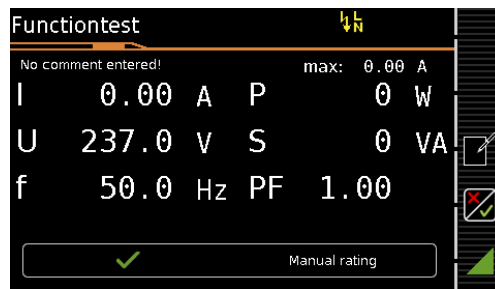 Functiontest
L
N
No comment entered!
max: 0.00 A
I 0.00 A P 0 W
U 237.0 V S 0 VA
f 50.0 Hz PF 1.00
Manual rating